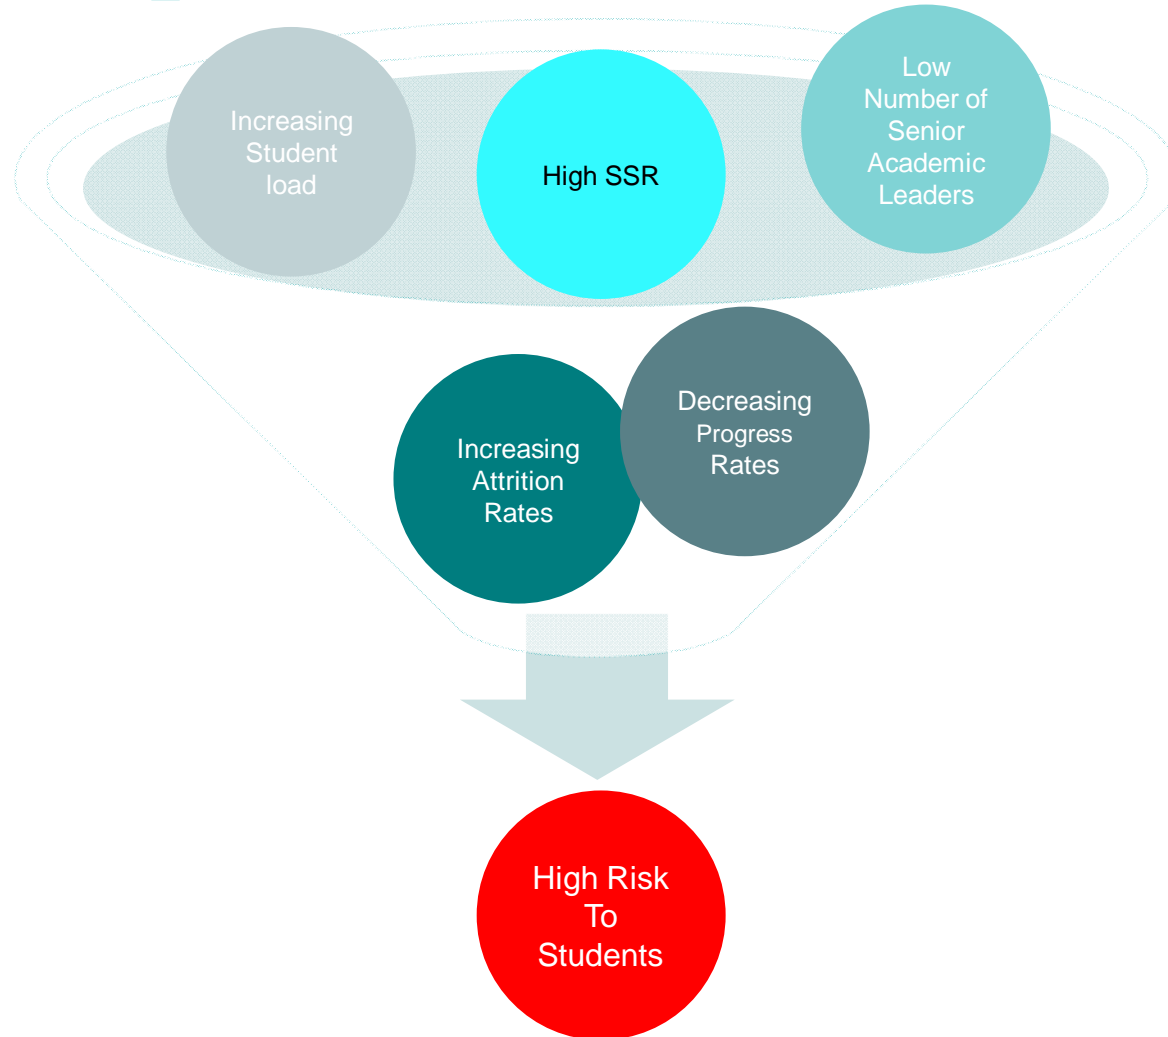 Increasing
Student
load
High SSR
Low
Number of
Senior
Academic
Leaders
Increasing
Attrition
Rates
Decreasing
Progress
Rates
High Risk
To
Students